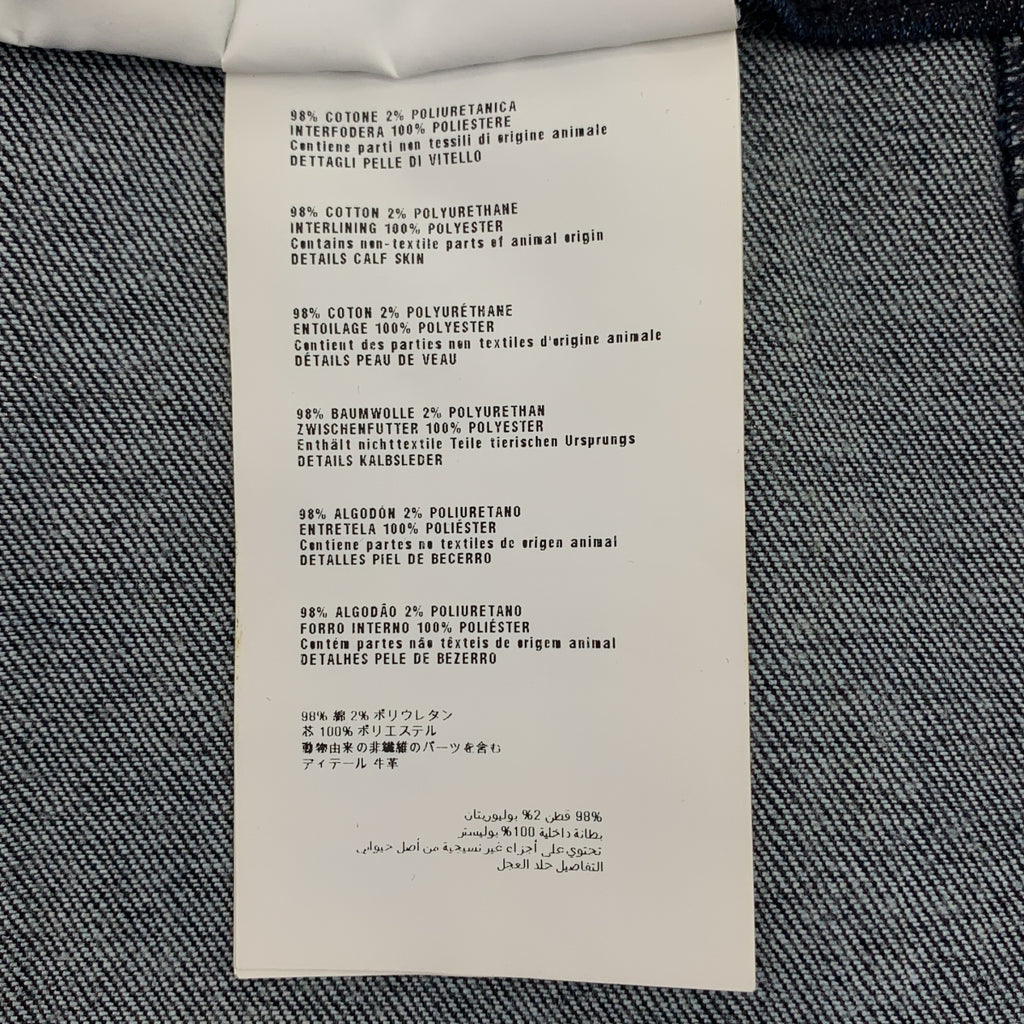 98% COTONE 2% POLIURETANICA
INTERFODERA 100% POLIESTERE
Contiene parti non tessili di origine animale
DETTAGLI PELLE DI VITELLO
98% COTTON 2% POLYURETHANE
INTERLINING 100% POLYESTER
Contains non-textile parts of animal origin
DETAILS CALF SKIN
98% COTON 2% POLYURÉTHANE
ENTOILAGE 100% POLYESTER
Contient des parties non textiles d'origine animale
DÉTAILS PEAU DE VEAU
98% BAUMWOLLE 2% POLYURETHAN
ZWISCHENFUTTER 100% POLYESTER
Enthält nichttextile Teile tierischen Ursprungs
DETAILS KALBSLEDER
98% ALGODÓN 2% POLIURETANO
ENTRETELA 100% POLIÉSTER
Contiene partes no textiles de origen animal
DETALLES PIEL DE BECERRO
98% ALGODÃO 2% POLIURETANO
FORRO INTERNO 100% POLIÉSTER
Contém partes não têxteis de origem animal
DETALHES PELE DE BEZERRO
98% 綿 2% ポリウレタン
芯 100% ポリエステル
動物由来の非繊維のパーツを含む
ディテール 牛革
98% قطن 2% بوليوريتان
بطانة داخلية 100% بوليستر
تحتوي على أجزاء غير نسيجية من أصل حيواني
التفاصيل جلد العجل